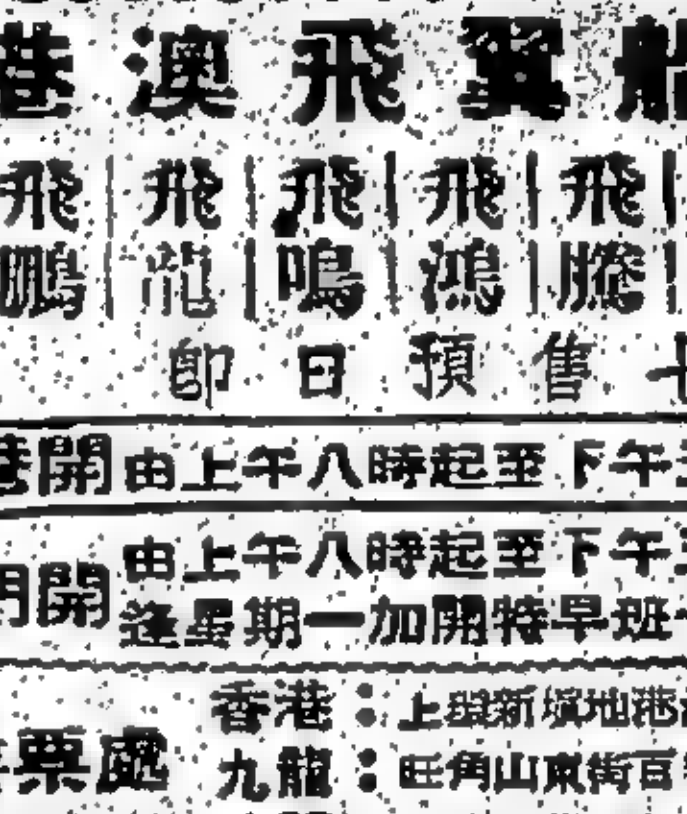 港澳飛翼船
飛 飛 飛 飛 飛
鵬 龍 鳴 鴻 騰
即日預售
港開 由上午八時起至下午
門開 由上午八時起至下午
逢星期一加開特早班
香港：上環新填地港
票處
九龍：旺角山東街百